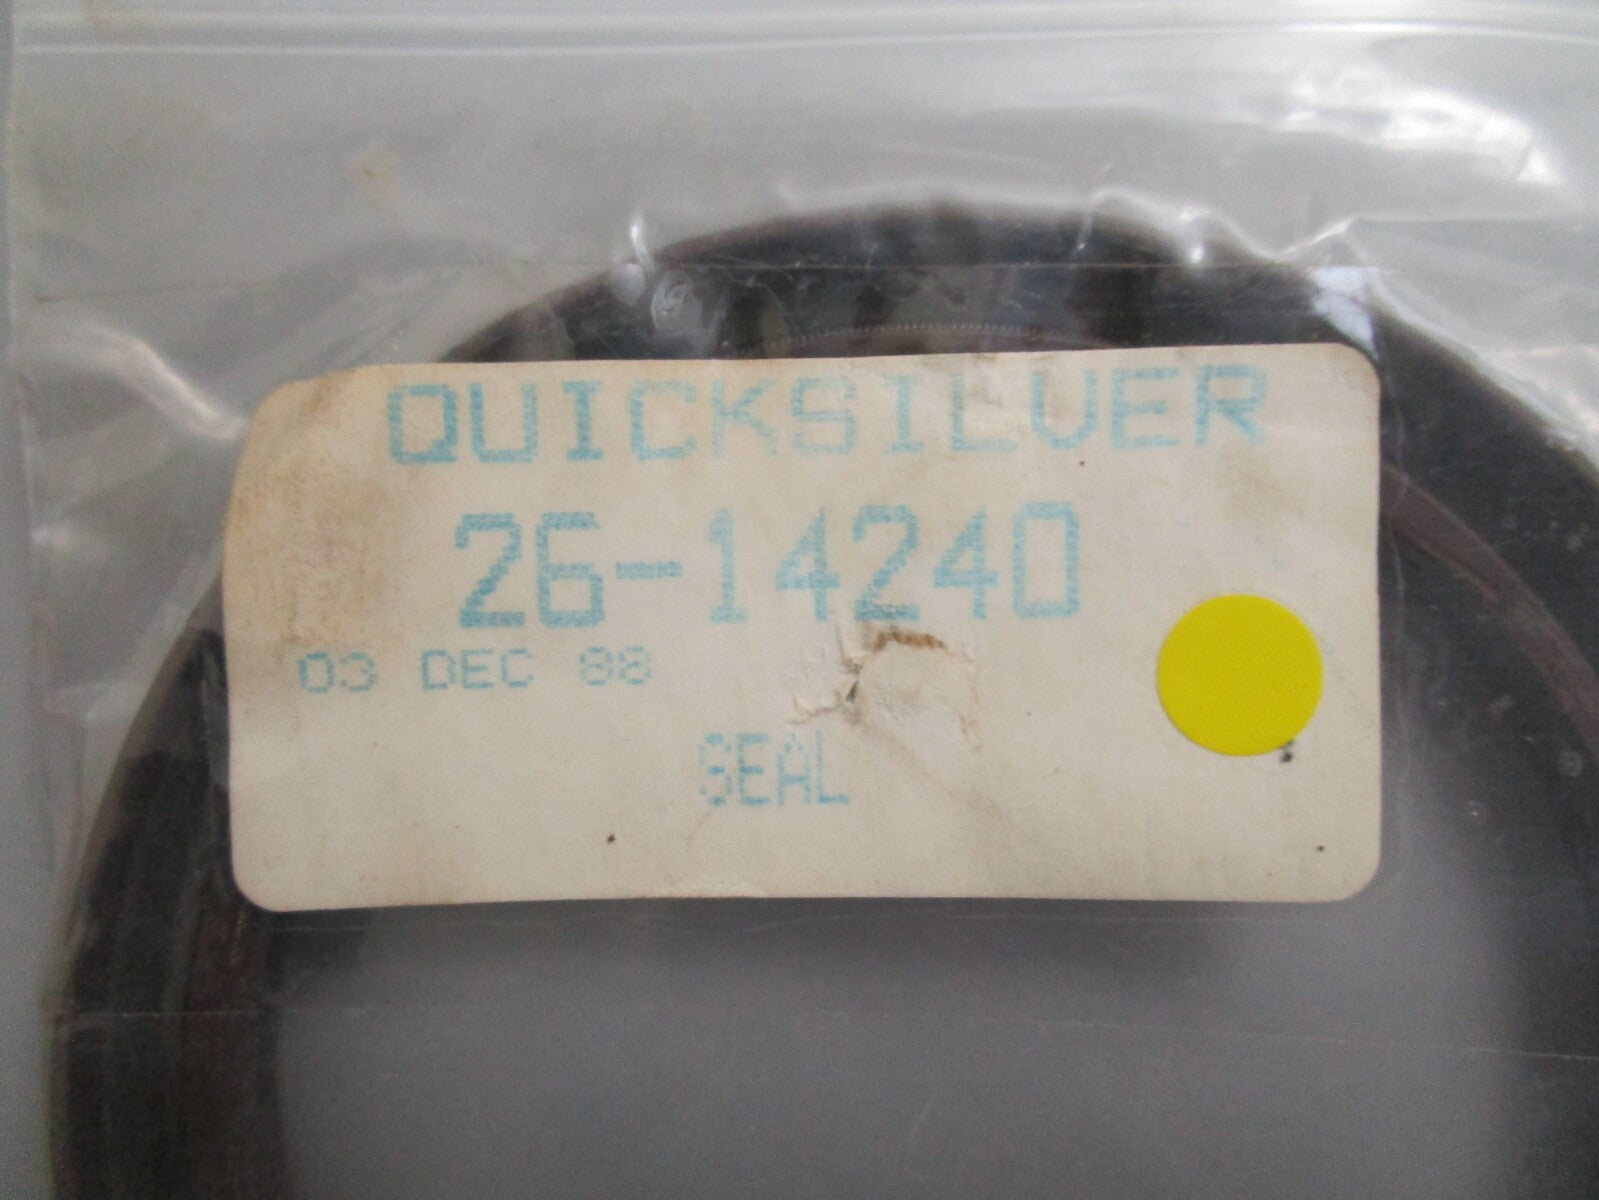 QUICKSILVER
26-14240
03 DEC 88
SEAL